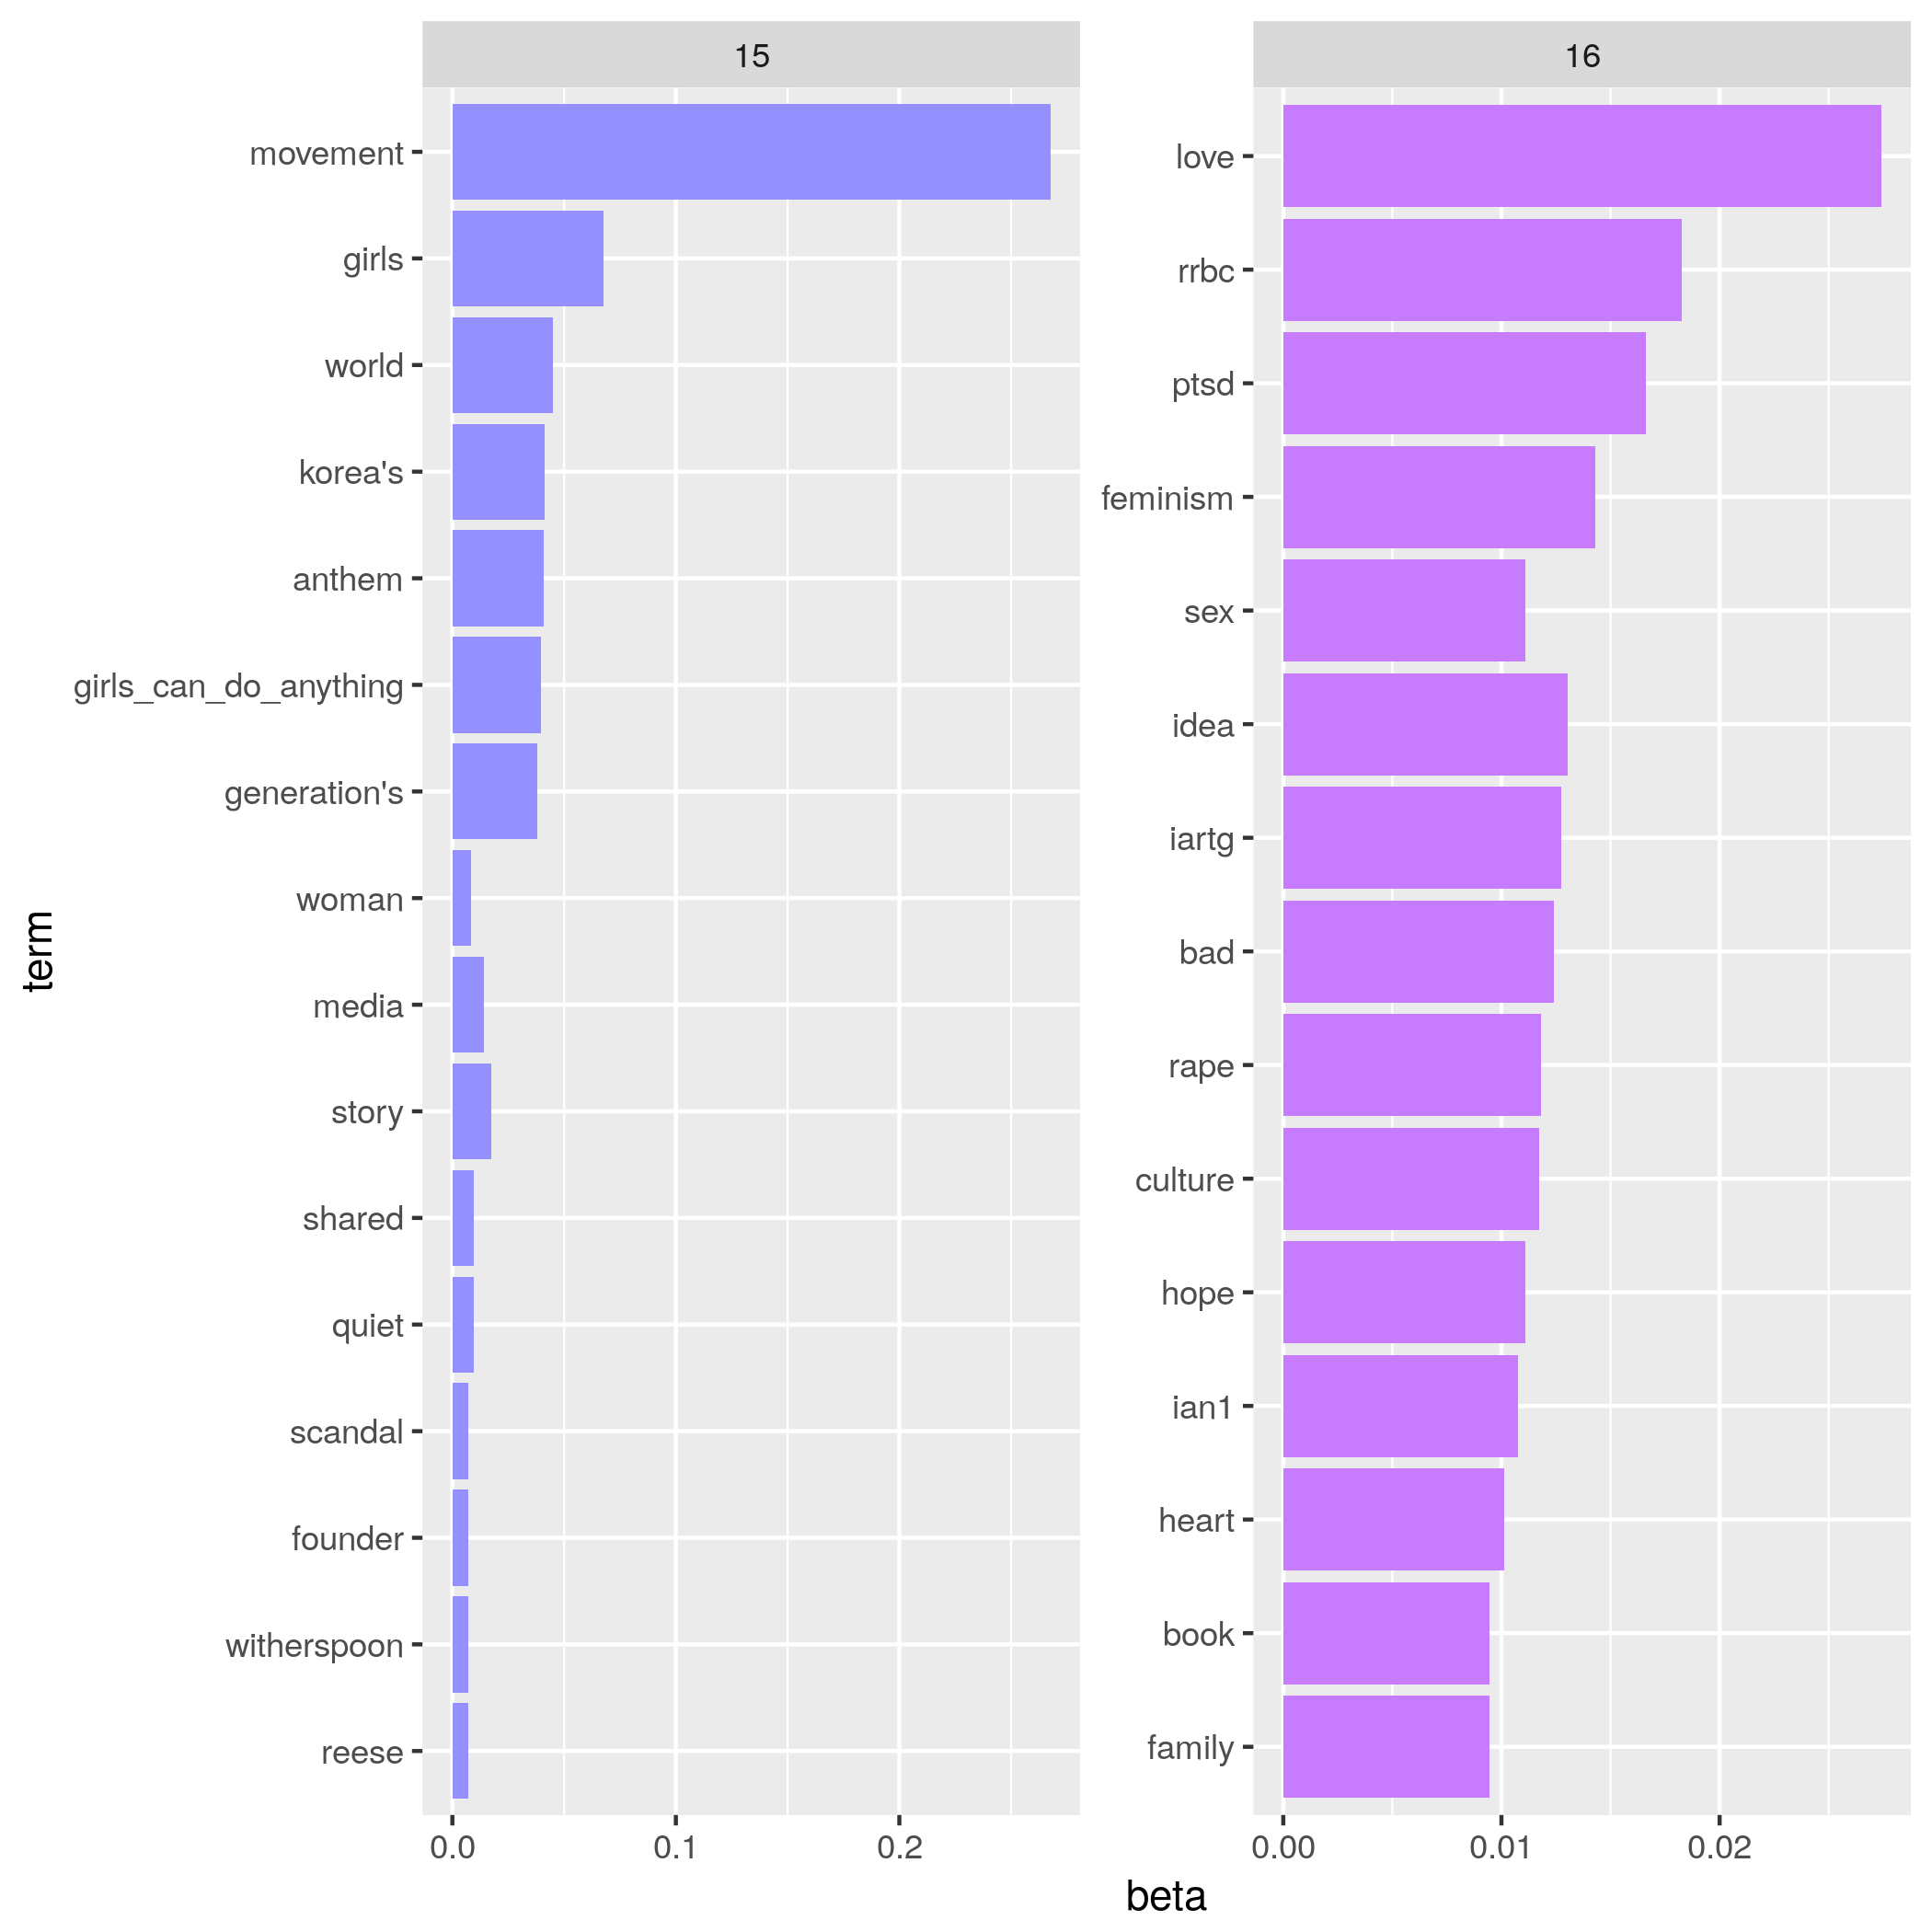 15
movement
girls
world
korea's
anthem
girls_can_do_anything
generation's
woman
media
story
shared
quiet
scandal
founder
witherspoon
reese
0.0 0.1 0.2
16
love
rrbc
ptsd
feminism
sex
idea
iartg
bad
rape
culture
hope
ian1
heart
book
family
0.00 0.01 0.02
term
beta